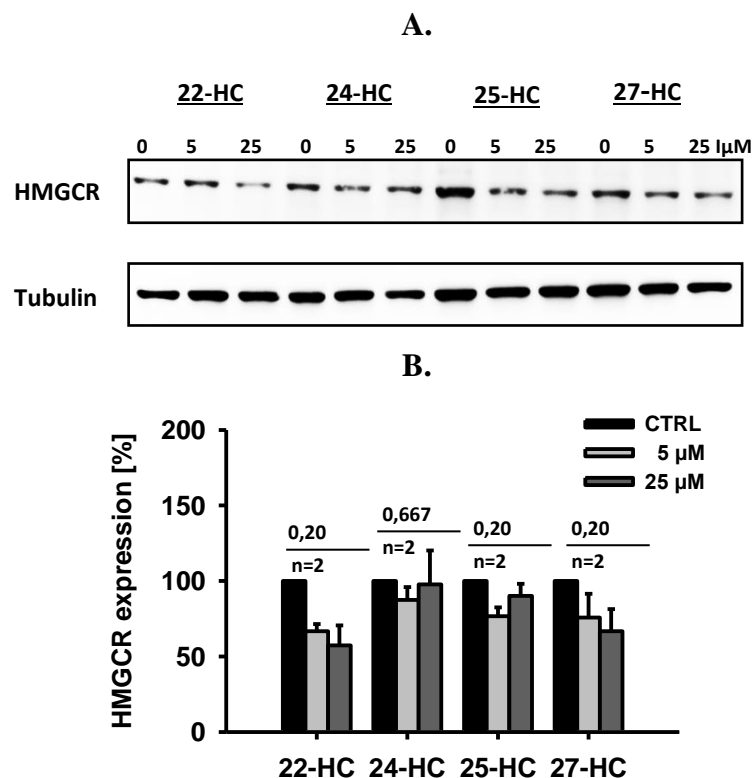 A.
22-HC 24-HC 25-HC 27-HC
0 5 25 0 5 25 0 5 25 0 5 25 IµM
HMGCR
Tubulin
B.
HMGCR expression [%]
200
150
100
50
0
CTRL
5 µM
25 µM
0,20 0,667 0,20 0,20
n=2 n=2 n=2 n=2
22-HC 24-HC 25-HC 27-HC